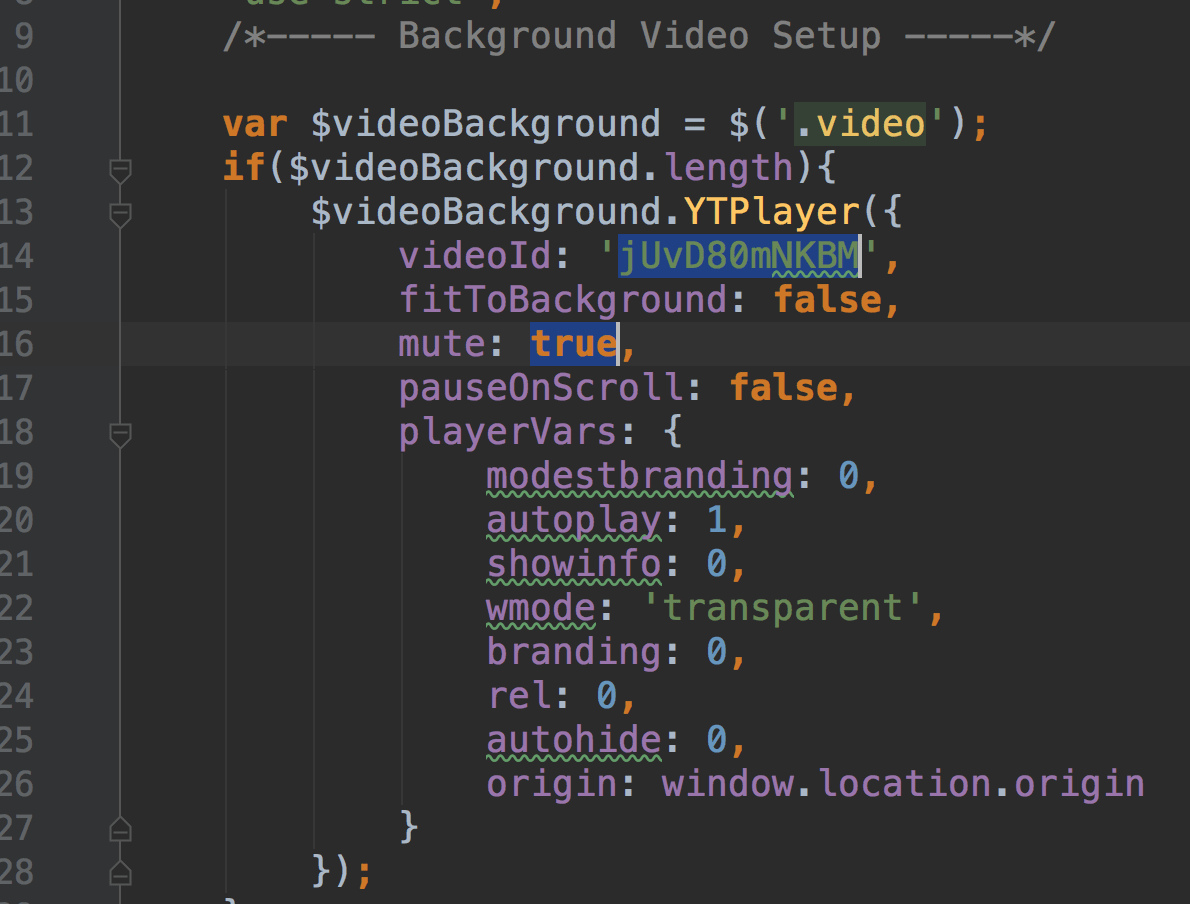 8 'use strict';
9 /*----- Background Video Setup -----*/
10
11 var $videoBackground = $('.video');
12 if($videoBackground.length){
13 $videoBackground.YTPlayer({
14 videoId: 'jUvD80mNKBM',
15 fitToBackground: false,
16 mute: true,
17 pauseOnScroll: false,
18 playerVars: {
19 modestbranding: 0,
20 autoplay: 1,
21 showinfo: 0,
22 wmode: 'transparent',
23 branding: 0,
24 rel: 0,
25 autohide: 0,
26 origin: window.location.origin
27 }
28 });